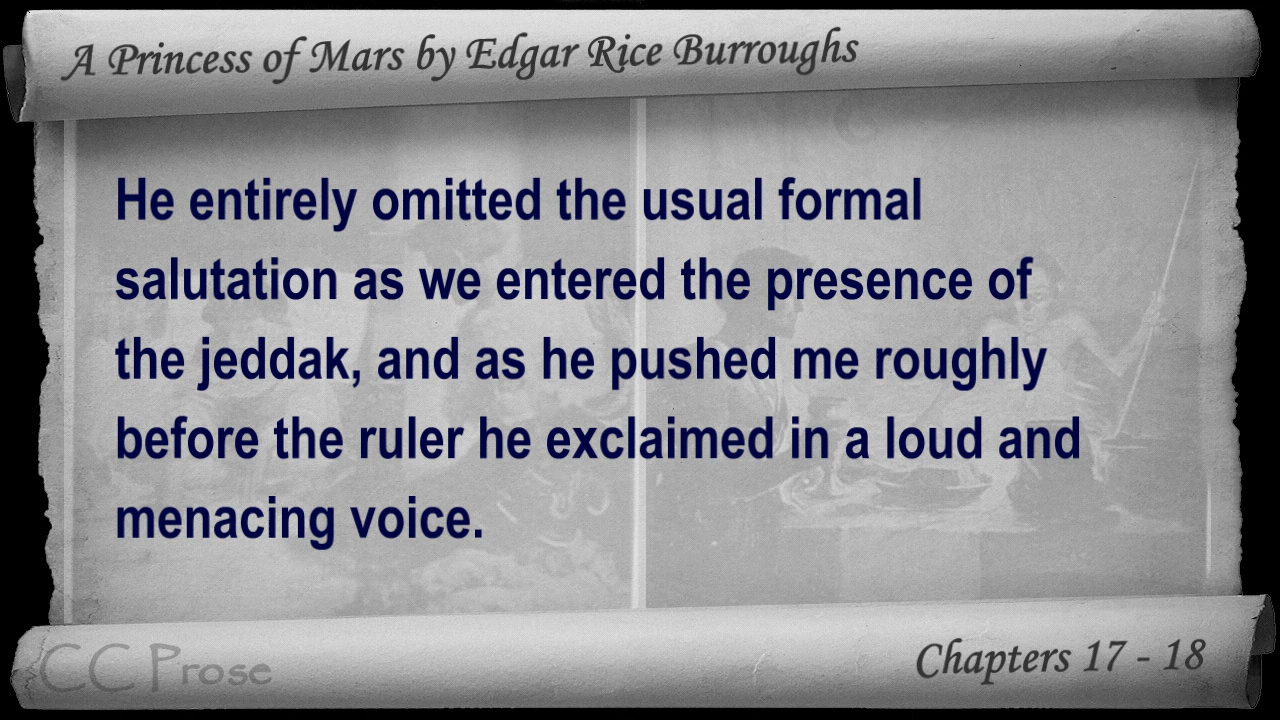 A Princess of Mars by Edgar Rice Burroughs
He entirely omitted the usual formal
salutation as we entered the presence of
the jeddak, and as he pushed me roughly
before the ruler he exclaimed in a loud and
menacing voice.
CC Prose
Chapters 17 - 18